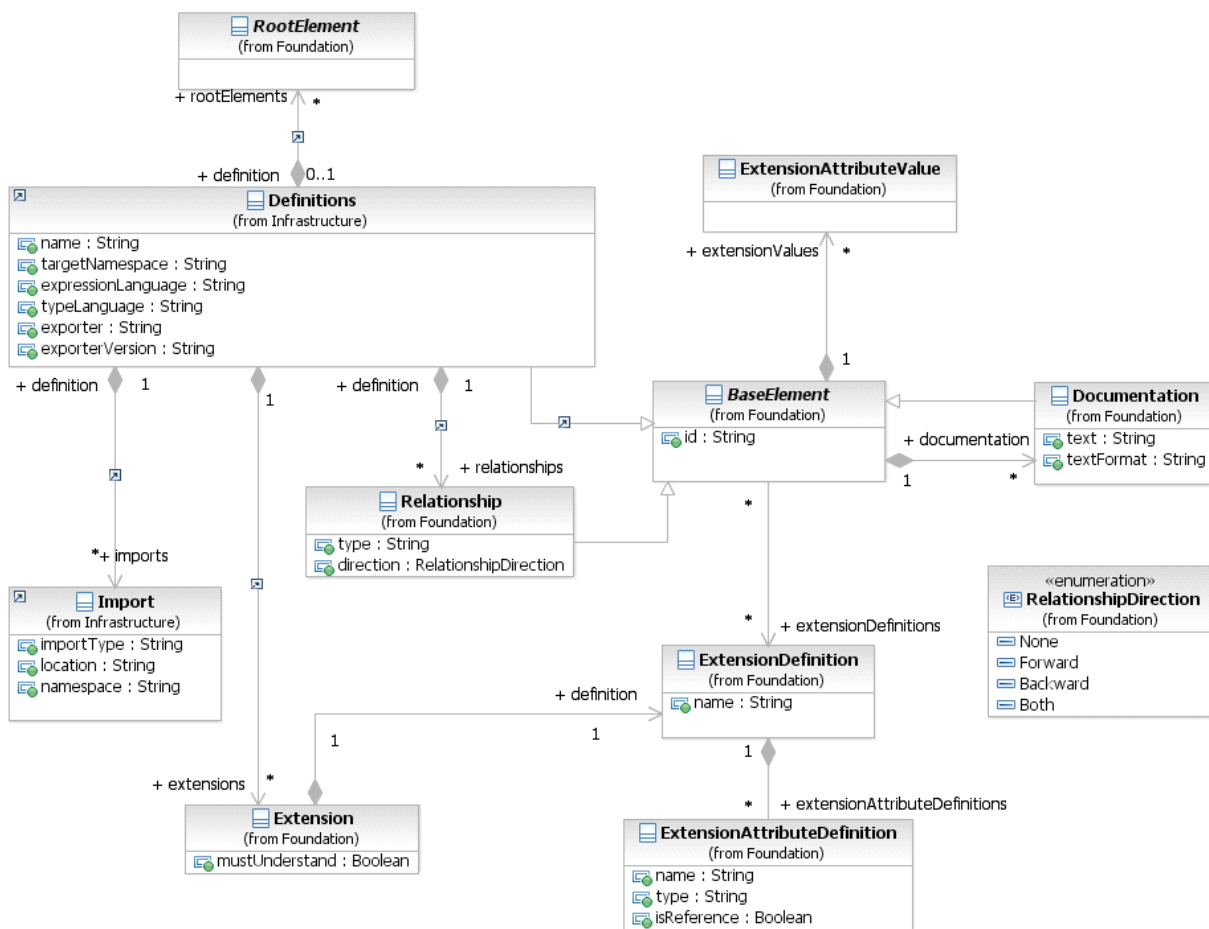 RootElement
(from Foundation)
+ rootElements
*
+ definition
0..1
Definitions
(from Infrastructure)
name : String
targetNamespace : String
expressionLanguage : String
typeLanguage : String
exporter : String
exporterVersion : String
ExtensionAttributeValue
(from Foundation)
+ extensionValues
*
1
+ definition
1
1
+ definition
1
BaseElement
(from Foundation)
id : String
Documentation
(from Foundation)
text : String
textFormat : String
+ documentation
1
*
*
+ relationships
Relationship
(from Foundation)
type : String
direction : RelationshipDirection
*
*
+ extensionDefinitions
*
+ imports
Import
(from Infrastructure)
importType : String
location : String
namespace : String
«enumeration»
RelationshipDirection
(from Foundation)
None
Forward
Backward
Both
ExtensionDefinition
(from Foundation)
name : String
+ definition
1
1
1
+ extensions
*
Extension
(from Foundation)
mustUnderstand : Boolean
*
+ extensionAttributeDefinitions
ExtensionAttributeDefinition
(from Foundation)
name : String
type : String
isReference : Boolean